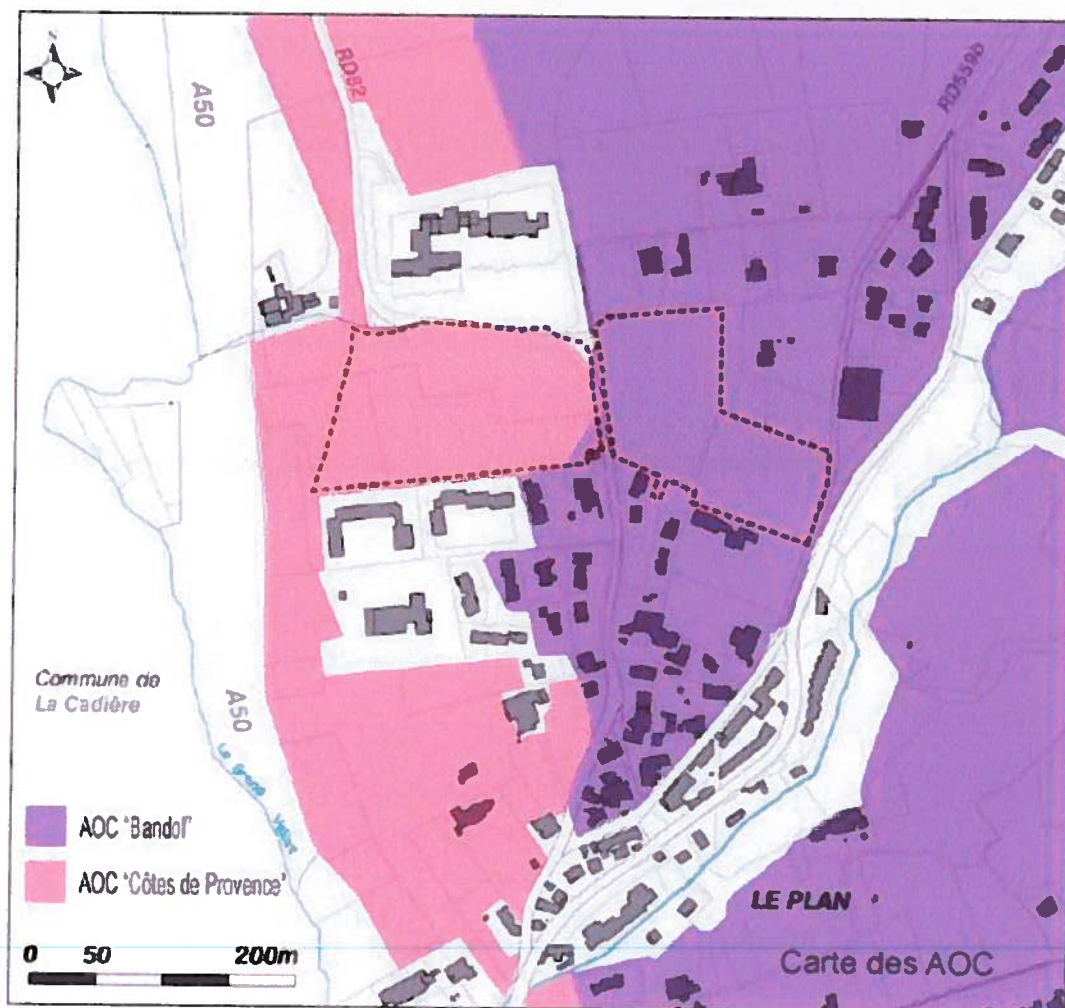 RD82
A50
RD559b
Commune de
La Cadière
A50
Le Grand Vallat
AOC "Bandol"
AOC "Côtes de Provence"
0 50 200m
LE PLAN
Carte des AOC